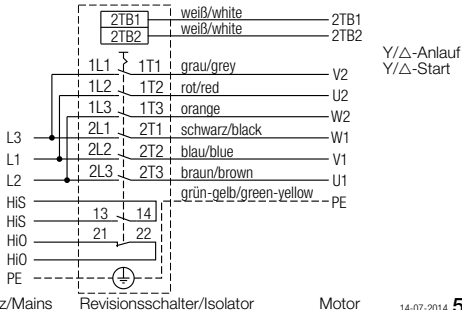 2TB1 weiß/white 2TB1
2TB2 weiß/white 2TB2
Y/△-Anlauf
Y/△-Start
1L1 1T1 grau/grey V2
1L2 1T2 rot/red U2
1L3 1T3 orange W2
L3 2L1 2T1 schwarz/black W1
L1 2L2 2T2 blau/blue V1
L2 2L3 2T3 braun/brown U1
grün-gelb/green-yellow PE
HiS
HiS 13 14
HiO 21 22
HiO
PE
z/Mains Revisionsschalter/Isolator Motor 14-07-2014 5